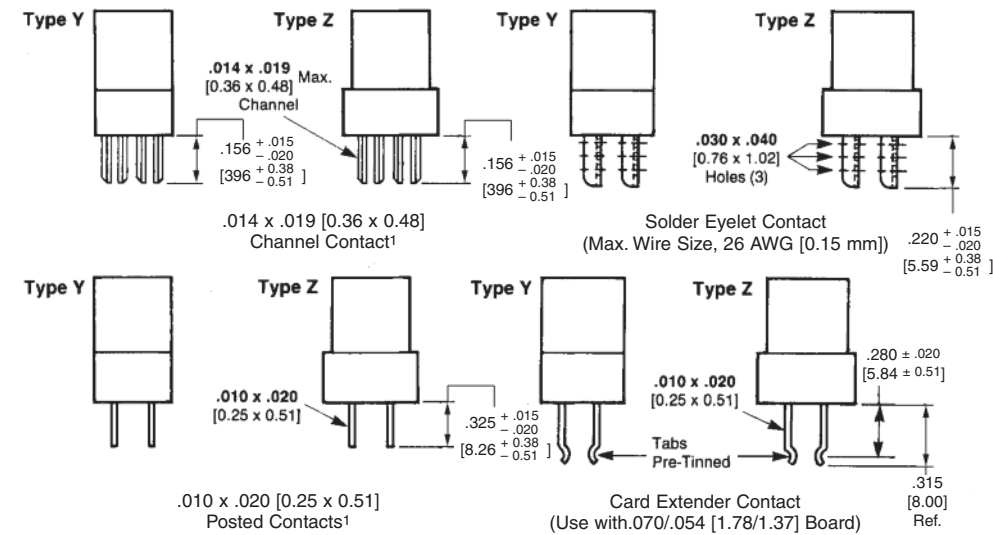 Type Y
Type Z
.014 x .019
[0.36 x 0.48] Max.
Channel
.156 + .015 - .020
[396 + 0.38 - 0.51 ]
.156 + .015 - .020
[396 + 0.38 - 0.51 ]
.014 x .019 [0.36 x 0.48]
Channel Contact1
Type Y
Type Z
.030 x .040
[0.76 x 1.02]
Holes (3)
Solder Eyelet Contact
(Max. Wire Size, 26 AWG [0.15 mm])
.220 + .015 - .020
[5.59 + 0.38 - 0.51 ]
Type Y
Type Z
.010 x .020
[0.25 x 0.51]
.325 + .015 - .020
[8.26 + 0.38 - 0.51 ]
.010 x .020 [0.25 x 0.51]
Posted Contacts1
Type Y
Type Z
.010 x .020
[0.25 x 0.51]
.280 ± .020
[5.84 ± 0.51]
Tabs
Pre-Tinned
.315
[8.00]
Ref.
Card Extender Contact
(Use with.070/.054 [1.78/1.37] Board)